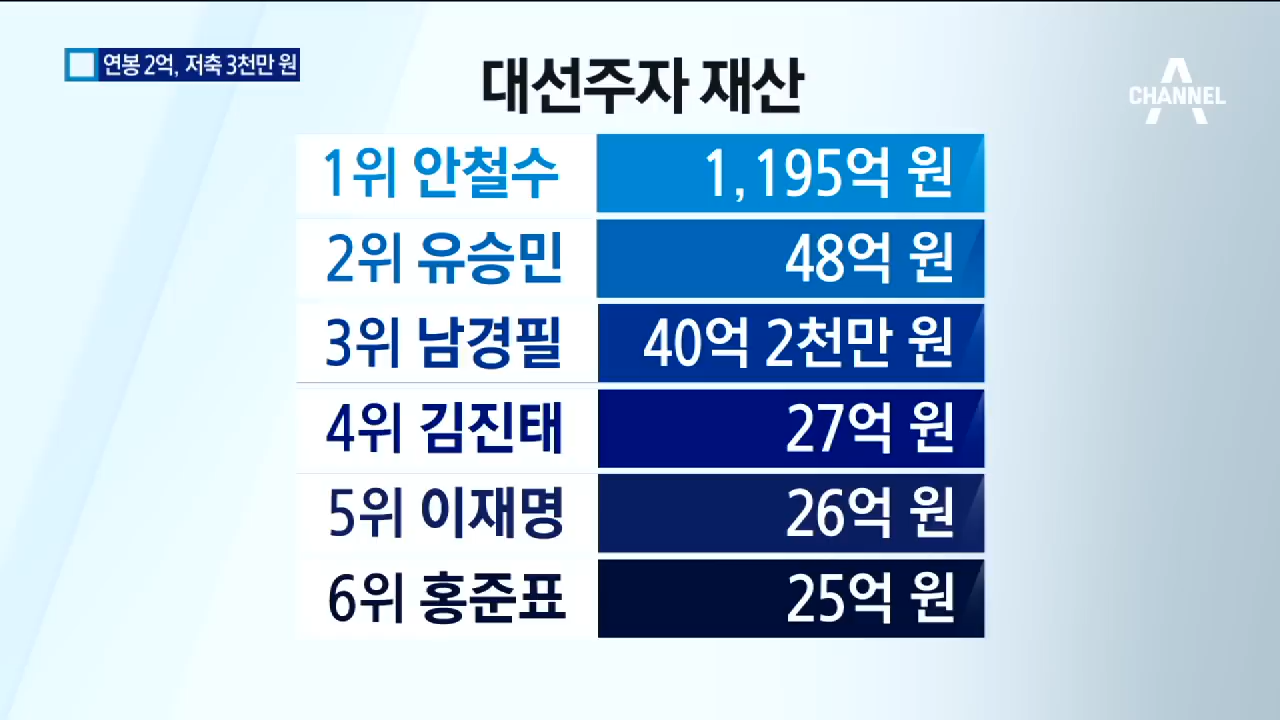 연봉 2억, 저축 3천만 원
대선주자 재산
CHANNEL A
1위 안철수 1,195억 원
2위 유승민 48억 원
3위 남경필 40억 2천만 원
4위 김진태 27억 원
5위 이재명 26억 원
6위 홍준표 25억 원